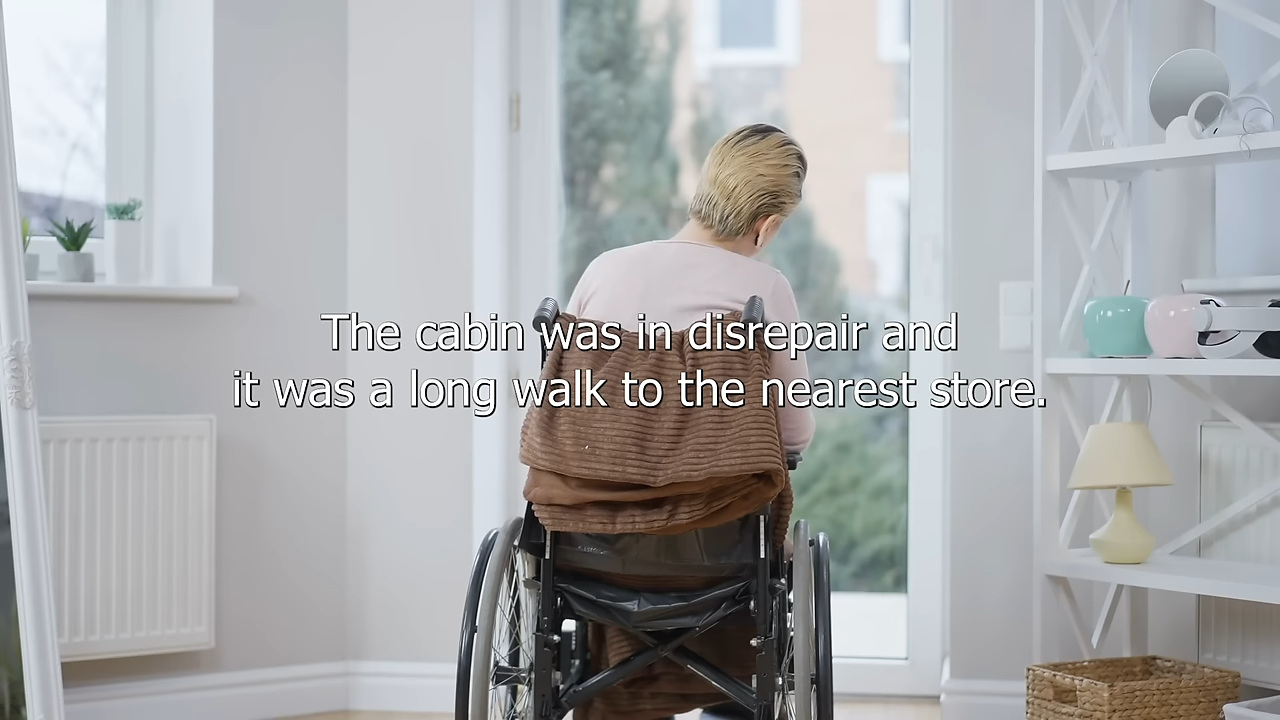 The cabin was in disrepair and
it was a long walk to the nearest store.